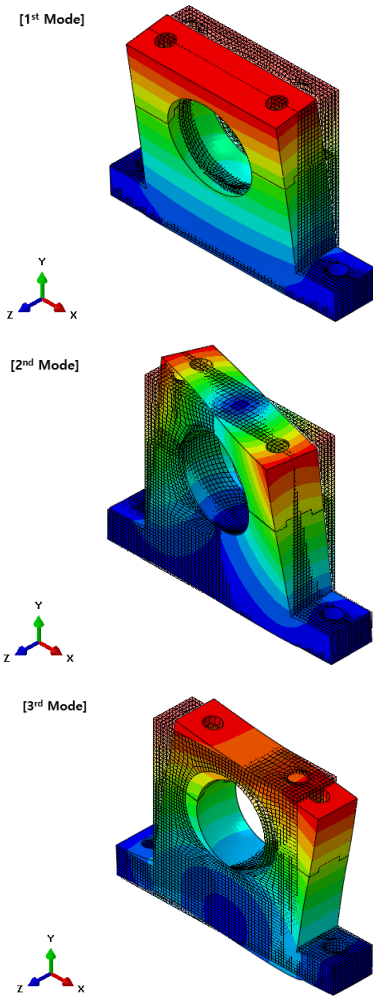 [1st Mode]
Y
Z X
[2nd Mode]
Y
Z X
[3rd Mode]
Y
Z X